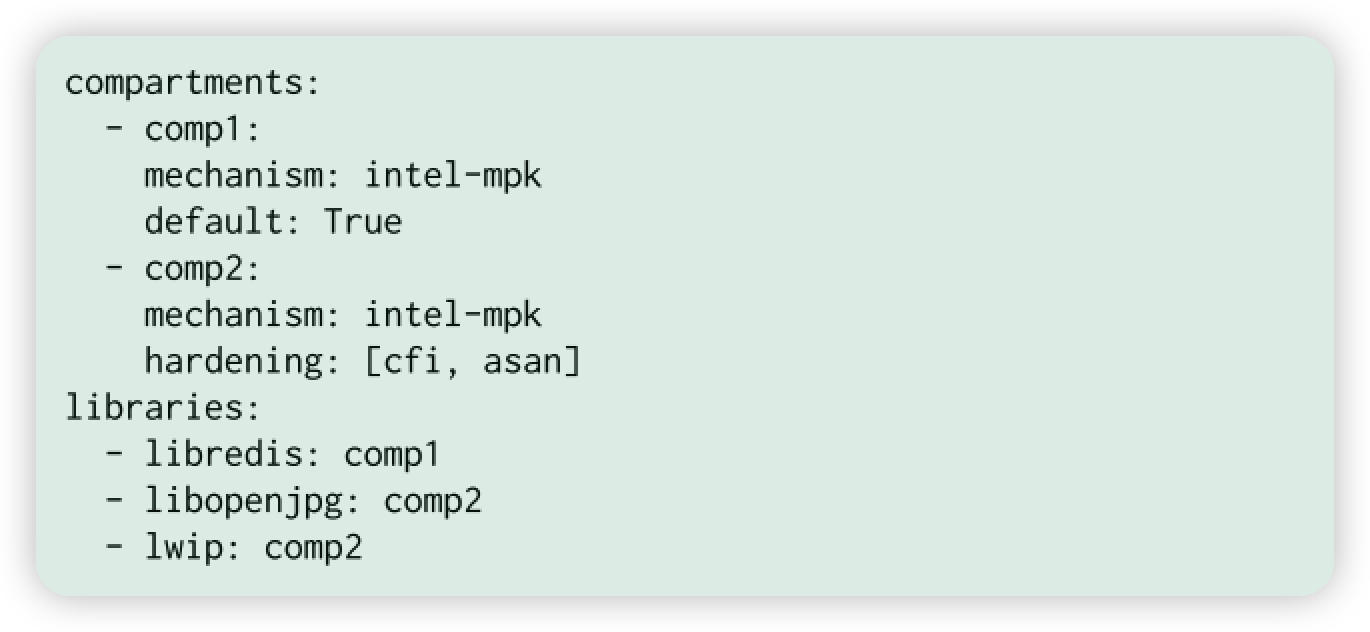 compartments:
  - comp1:
    mechanism: intel-mpk
    default: True
  - comp2:
    mechanism: intel-mpk
    hardening: [cfi, asan]
libraries:
  - libredis: comp1
  - libopenjpg: comp2
  - lwip: comp2